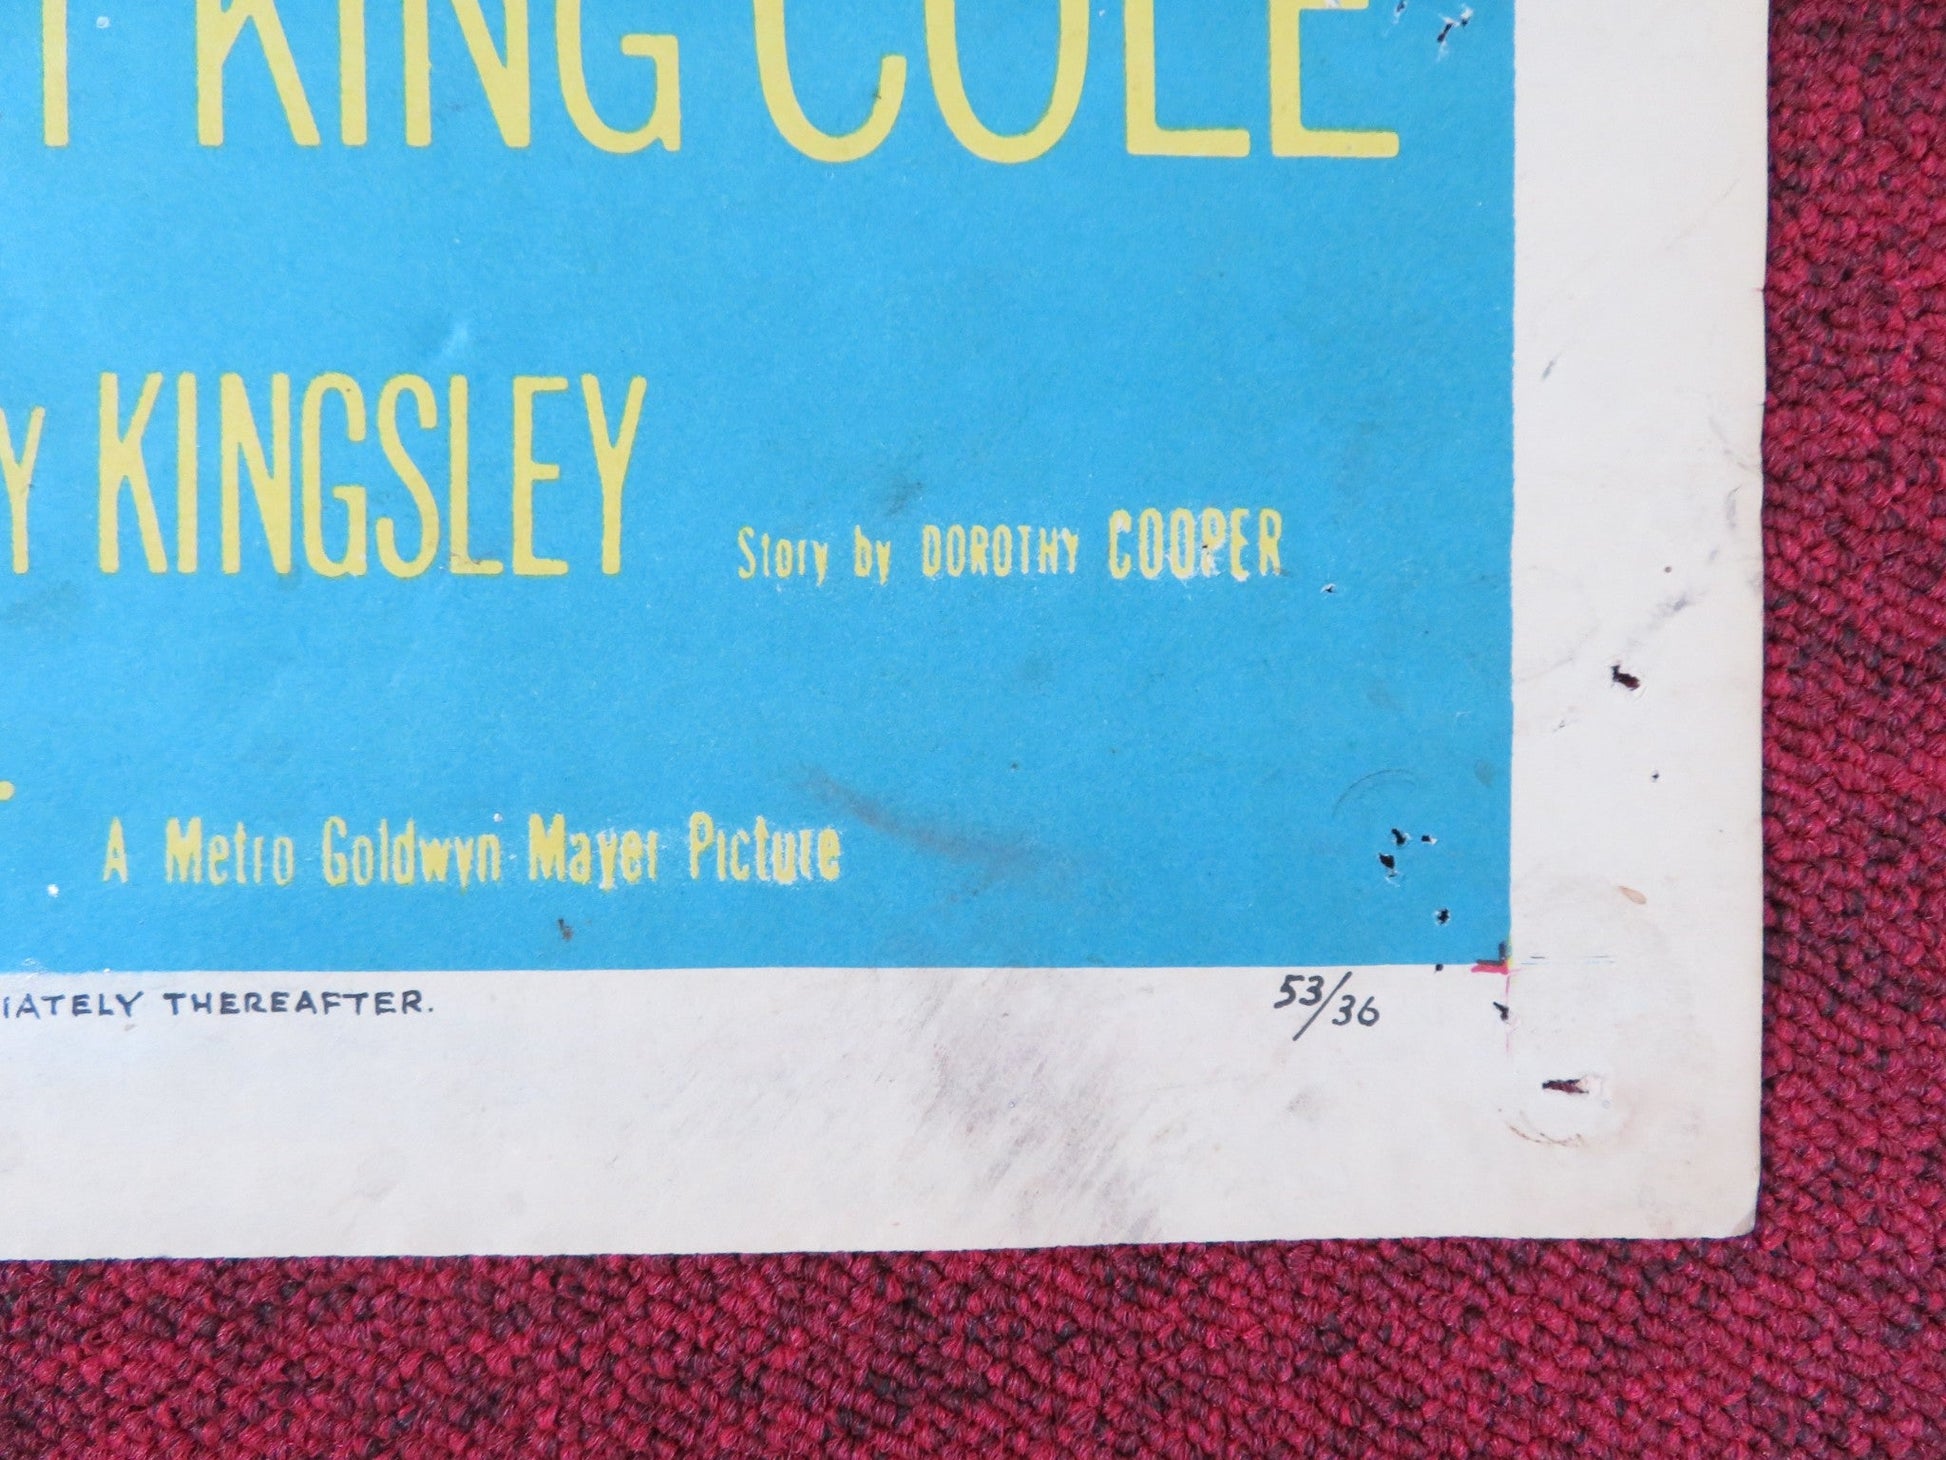 KING COLE
Y KINGSLEY Story by DOROTHY COOPER
A Metro Goldwyn Mayer Picture
IATELY THEREAFTER. 53/36